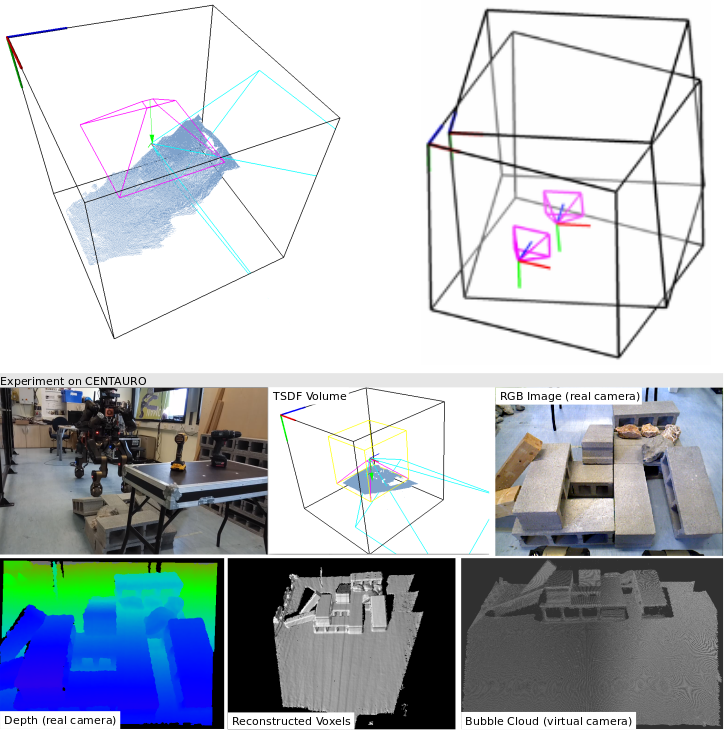 Experiment on CENTAURO
TSDF Volume
RGB Image (real camera)
Depth (real camera)
Reconstructed Voxels
Bubble Cloud (virtual camera)